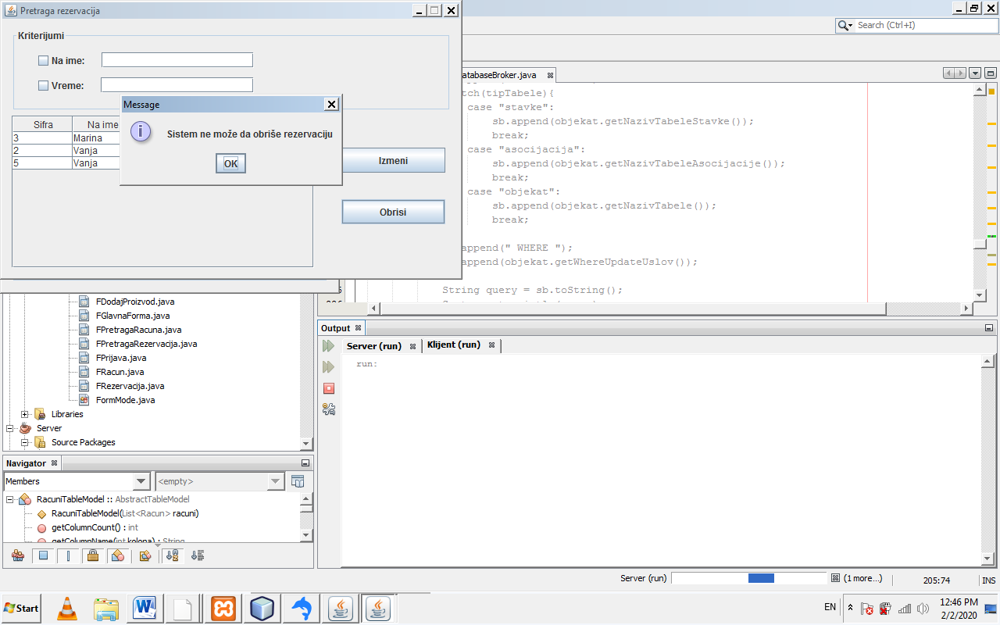 Pretraga rezervacija
Search (Ctrl+I)
Kriterijumi
Na ime:
Vreme:
Message
Sistem ne može da obriše rezervaciju
OK
Sifra
Na ime
3
Marina
2
Vanja
5
Vanja
Izmeni
Obrisi
atabaseBroker.java
tch(tipTabele){
case "stavke":
sb.append(objekat.getNazivTabeleStavke());
break;
case "asocijacija":
sb.append(objekat.getNazivTabeleAsocijacije());
break;
case "objekat":
sb.append(objekat.getNazivTabele());
break;
append(" WHERE ");
append(objekat.getWhereUpdateUslov());
String query = sb.toString();
FDodajProizvod.java
FGlavnaForma.java
FPretragaRacuna.java
FPretragaRezervacija.java
FPrijava.java
FRacun.java
FRezervacija.java
FormMode.java
Libraries
Server
Source Packages
Output
Server (run)
Klijent (run)
run:
Navigator
Members
<empty>
RacuniTableModel :: AbstractTableModel
RacuniTableModel(List<Racun> racuni)
getColumnCount() : int
getColumnName(int kolona) : String
Server (run)
(1 more...)
205:74
INS
Start
EN
12:46 PM
2/2/2020